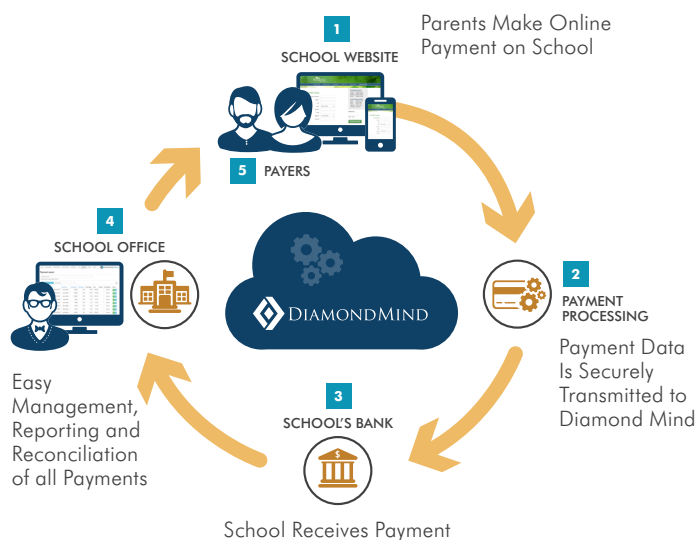 1
SCHOOL WEBSITE
Parents Make Online
Payment on School
5 PAYERS
2
PAYMENT
PROCESSING
Payment Data
Is Securely
Transmitted to
Diamond Mind
3
SCHOOL'S BANK
$
School Receives Payment
4
SCHOOL OFFICE
Easy
Management,
Reporting and
Reconciliation
of all Payments
DIAMONDMIND